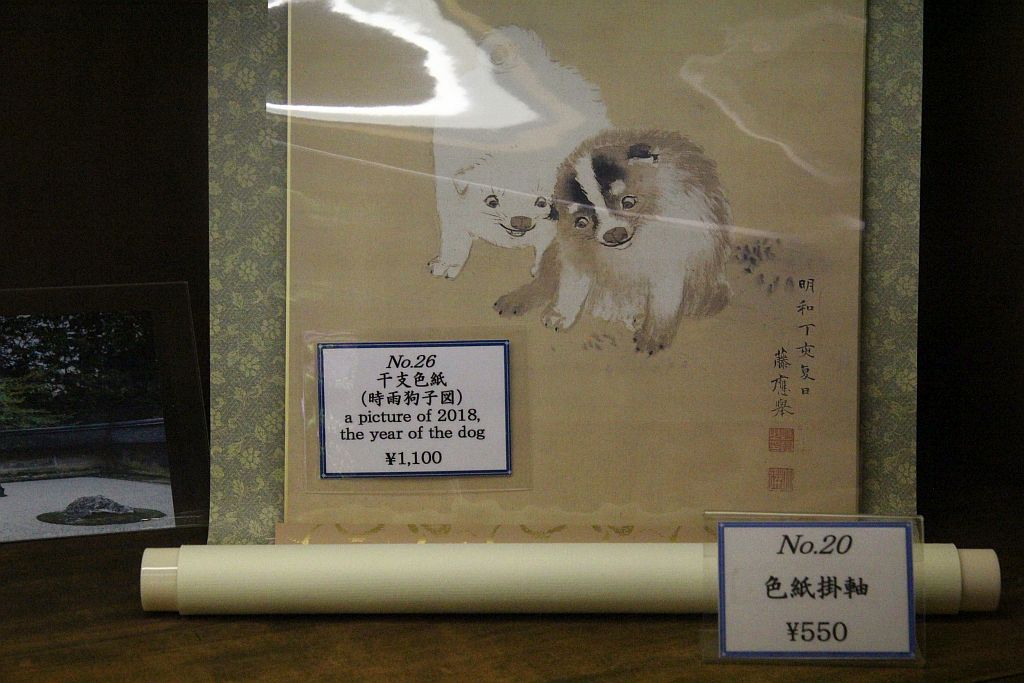 明和丁亥夏日
藤應舉
No.26
干支色紙
(時雨狗子図)
a picture of 2018,
the year of the dog
¥1,100
No.20
色紙掛軸
¥550